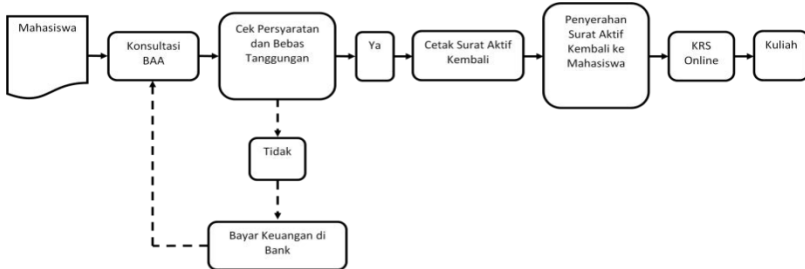 Mahasiswa
Konsultasi
BAA
Cek Persyaratan
dan Bebas
Tanggungan
Ya
Cetak Surat Aktif
Kembali
Penyerahan
Surat Aktif
Kembali ke
Mahasiswa
KRS
Online
Kuliah
Tidak
Bayar Keuangan di
Bank